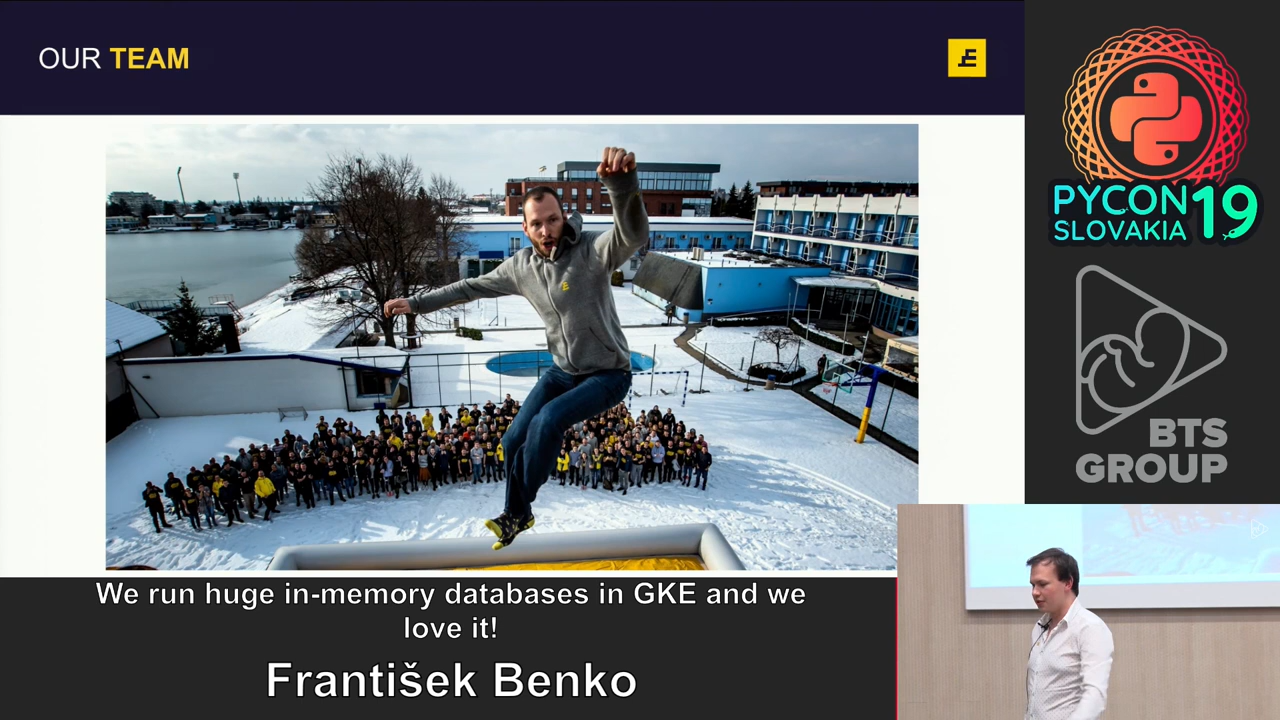 OUR TEAM
PYCON
SLOVAKIA
19
BTS
GROUP
We run huge in-memory databases in GKE and we
love it!
František Benko